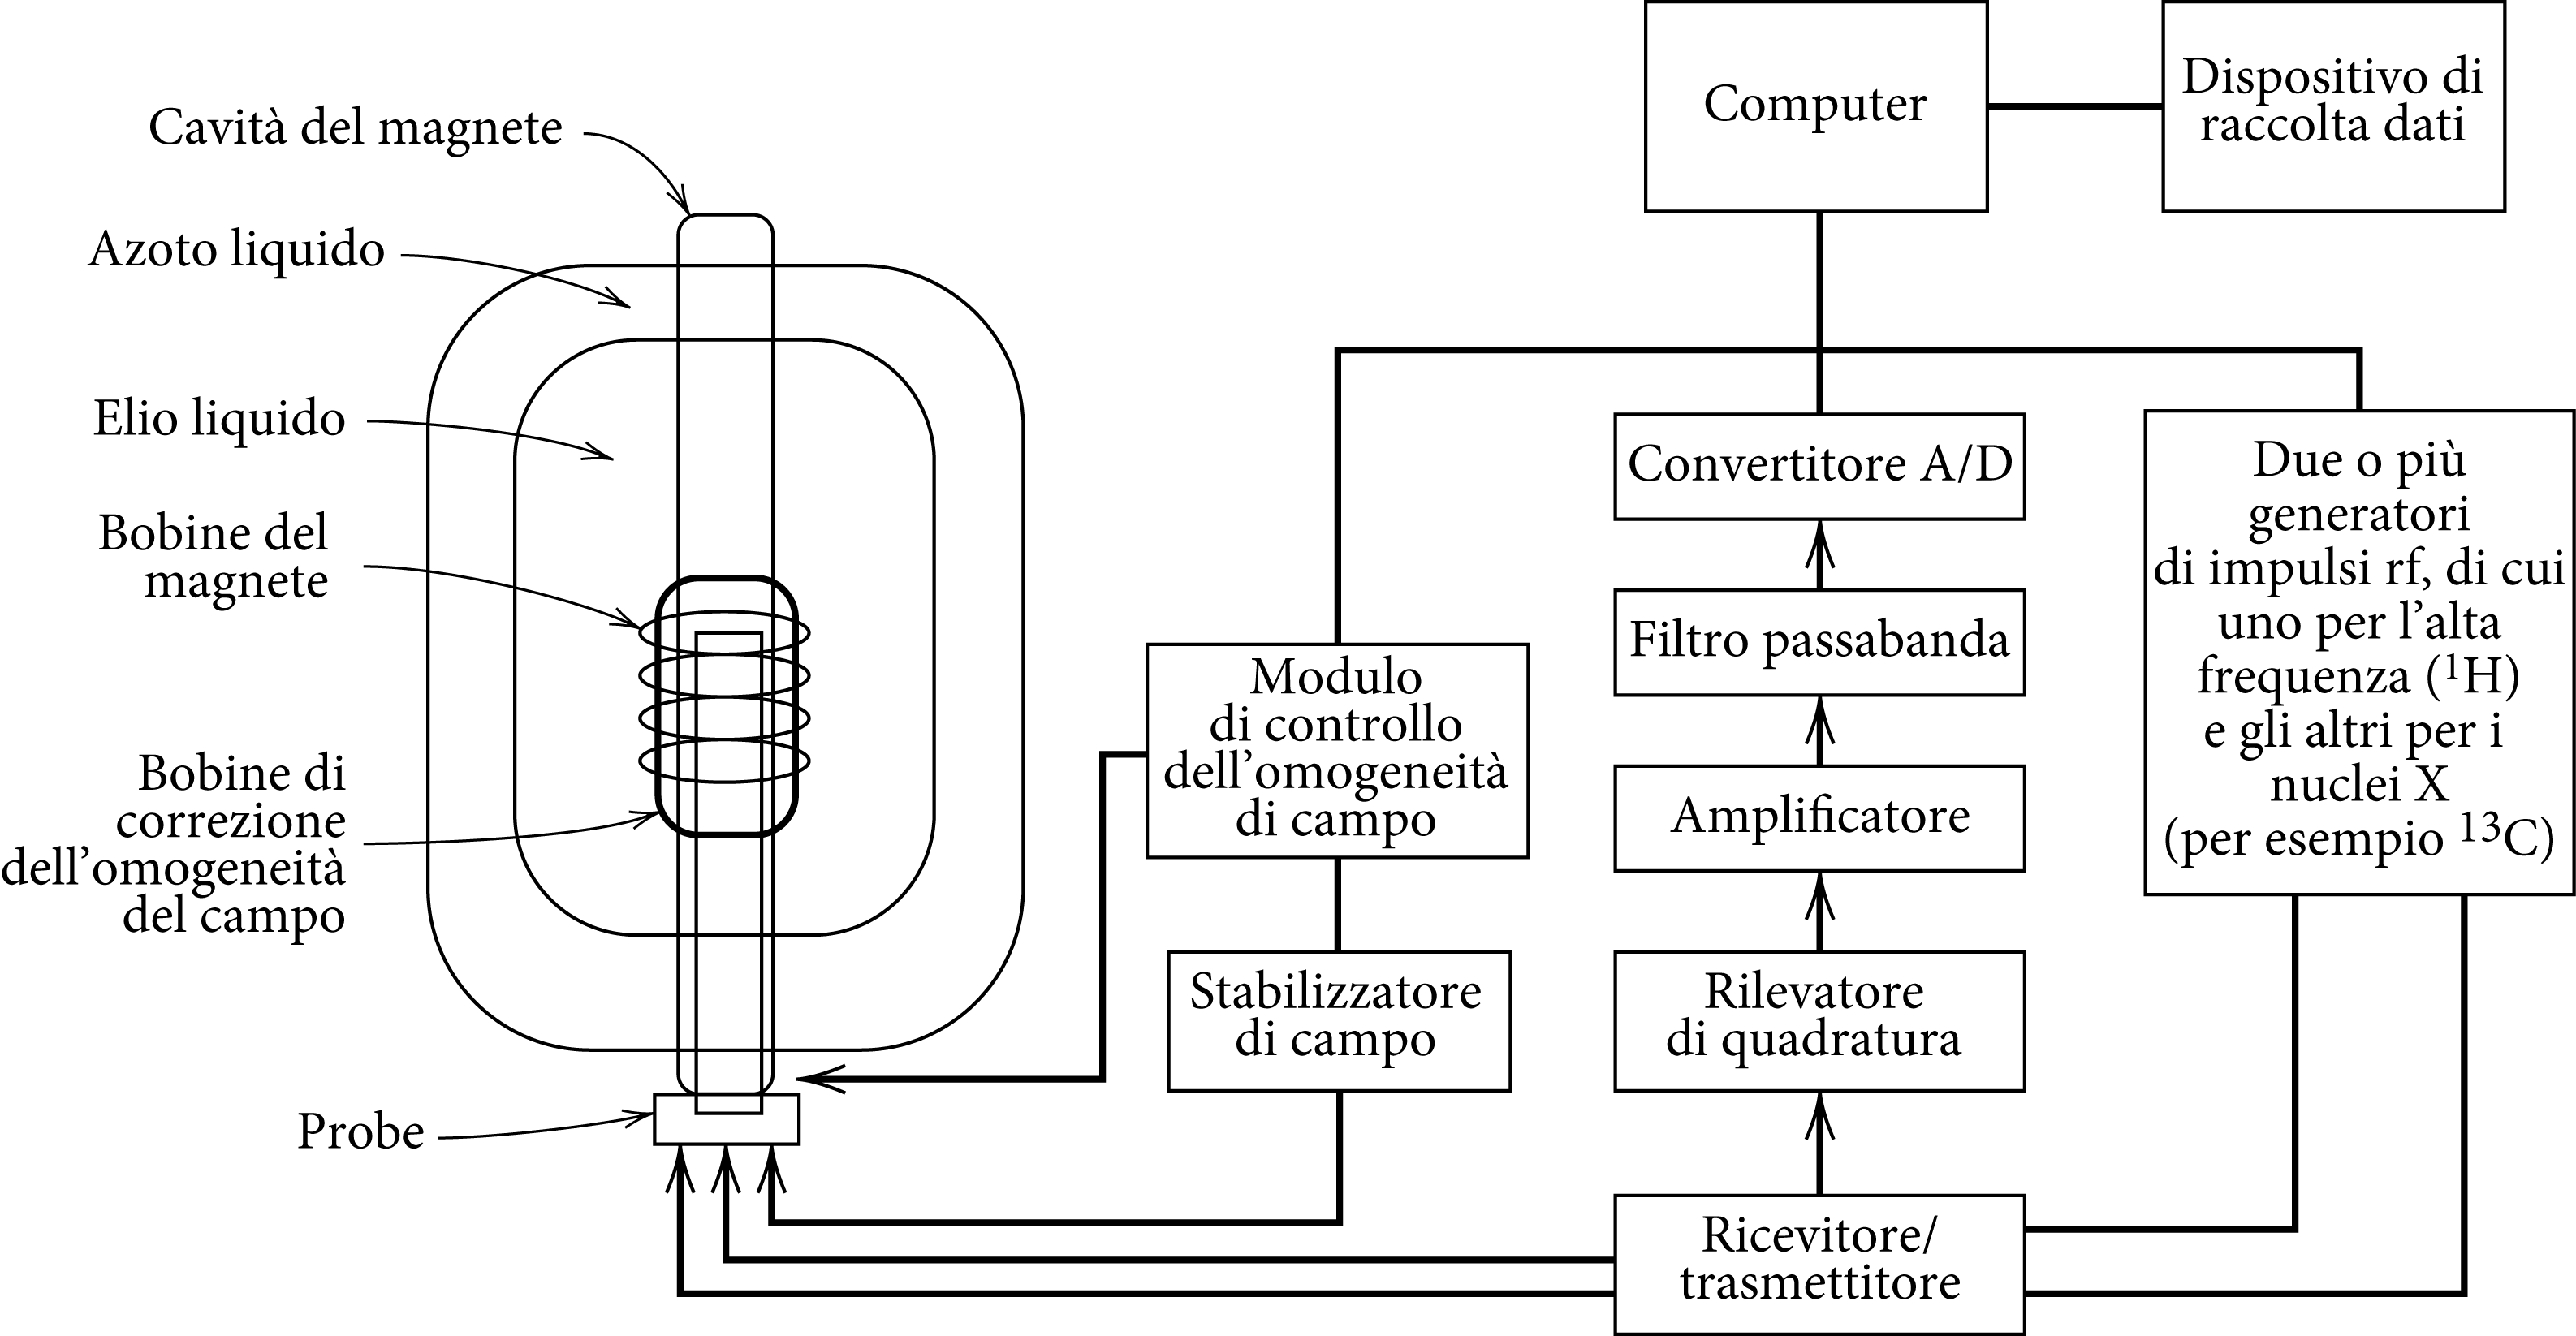 Cavità del magnete
Azoto liquido
Elio liquido
Bobine del
magnete
Bobine di
correzione
dell’omogeneità
del campo
Probe
Computer
Dispositivo di
raccolta dati
Modulo
di controllo
dell’omogeneità
di campo
Stabilizzatore
di campo
Convertitore A/D
Filtro passabanda
Amplificatore
Rilevatore
di quadratura
Ricevitore/
trasmettitore
Due o più
generatori
di impulsi rf, di cui
uno per l’alta
frequenza (¹H)
e gli altri per i
nuclei X
(per esempio ¹³C)